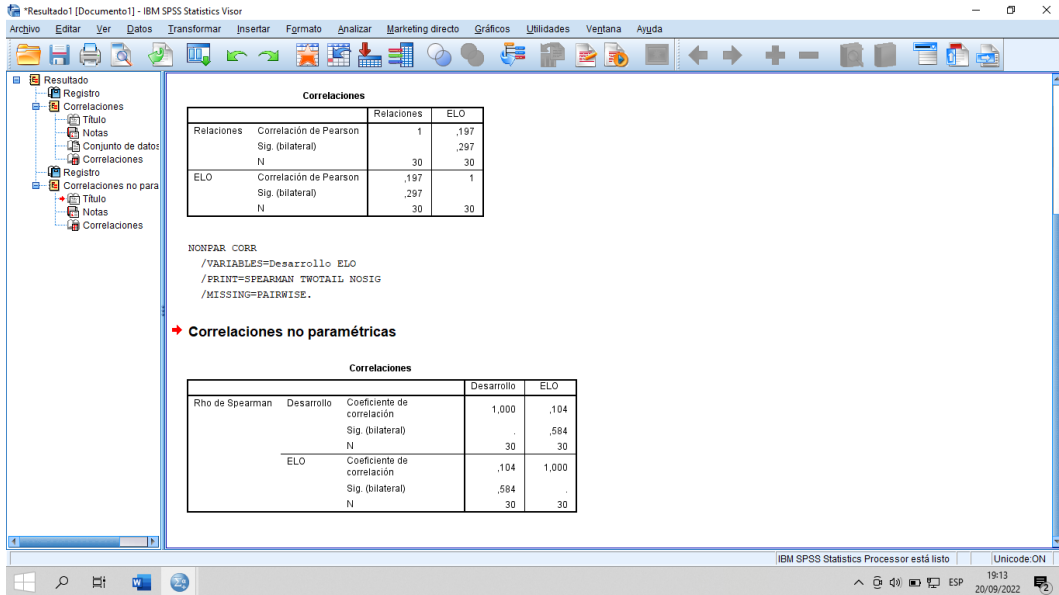 *Resultado1 [Documento1] - IBM SPSS Statistics Visor
Archivo Editar Ver Datos Transformar Insertar Formato Analizar Marketing directo Gráficos Utilidades Ventana Ayuda
Resultado
Registro
Correlaciones
Título
Notas
Conjunto de datos
Correlaciones
Registro
Correlaciones no para
Título
Notas
Correlaciones
Correlaciones
Relaciones ELO
Relaciones Correlación de Pearson 1 ,197
Sig. (bilateral) ,297
N 30 30
ELO Correlación de Pearson ,197 1
Sig. (bilateral) ,297
N 30 30
NONPAR CORR
/VARIABLES=Desarrollo ELO
/PRINT=SPEARMAN TWOTAIL NOSIG
/MISSING=PAIRWISE.
Correlaciones no paramétricas
Correlaciones
Desarrollo ELO
Rho de Spearman Desarrollo Coeficiente de correlación 1,000 ,104
Sig. (bilateral) . ,584
N 30 30
ELO Coeficiente de correlación ,104 1,000
Sig. (bilateral) ,584 .
N 30 30
IBM SPSS Statistics Processor está listo Unicode:ON
ESP 19:13
20/09/2022